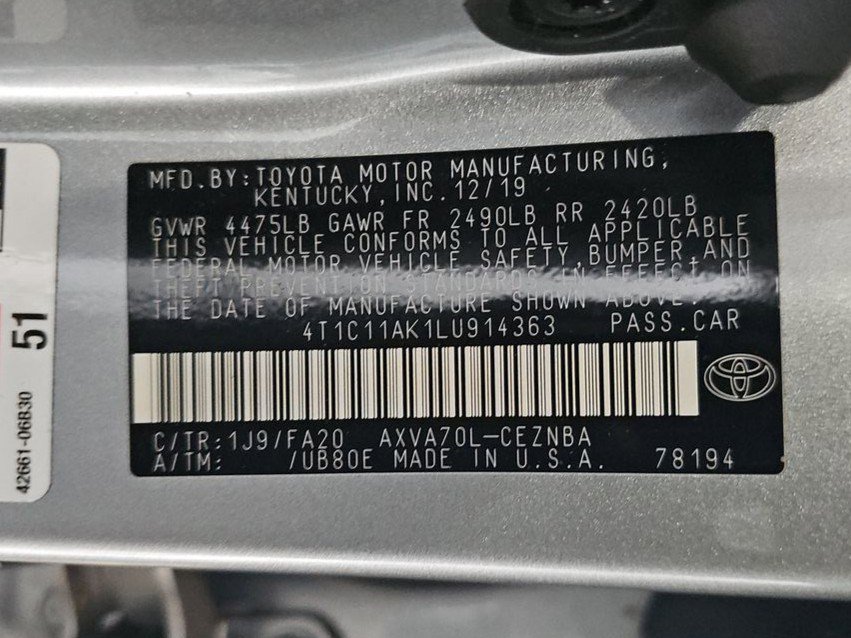 MFD.BY:TOYOTA MOTOR MANUFACTURING,
KENTUCKY, INC. 12/19
GVWR 4475LB GAWR FR 2490LB RR 2420LB
THIS VEHICLE CONFORMS TO ALL APPLICABLE
FEDERAL MOTOR VEHICLE SAFETY, BUMPER, AND
THEFT PREVENTION STANDARDS IN EFFECT ON
THE DATE OF MANUFACTURE SHOWN ABOVE.
4T1C11AK1LU914363 PASS.CAR
C/TR:1J9/FA20 AXVA70L-CEZNBA
A/TM: /UB80E MADE IN U.S.A. 78194
51
42661-06B30